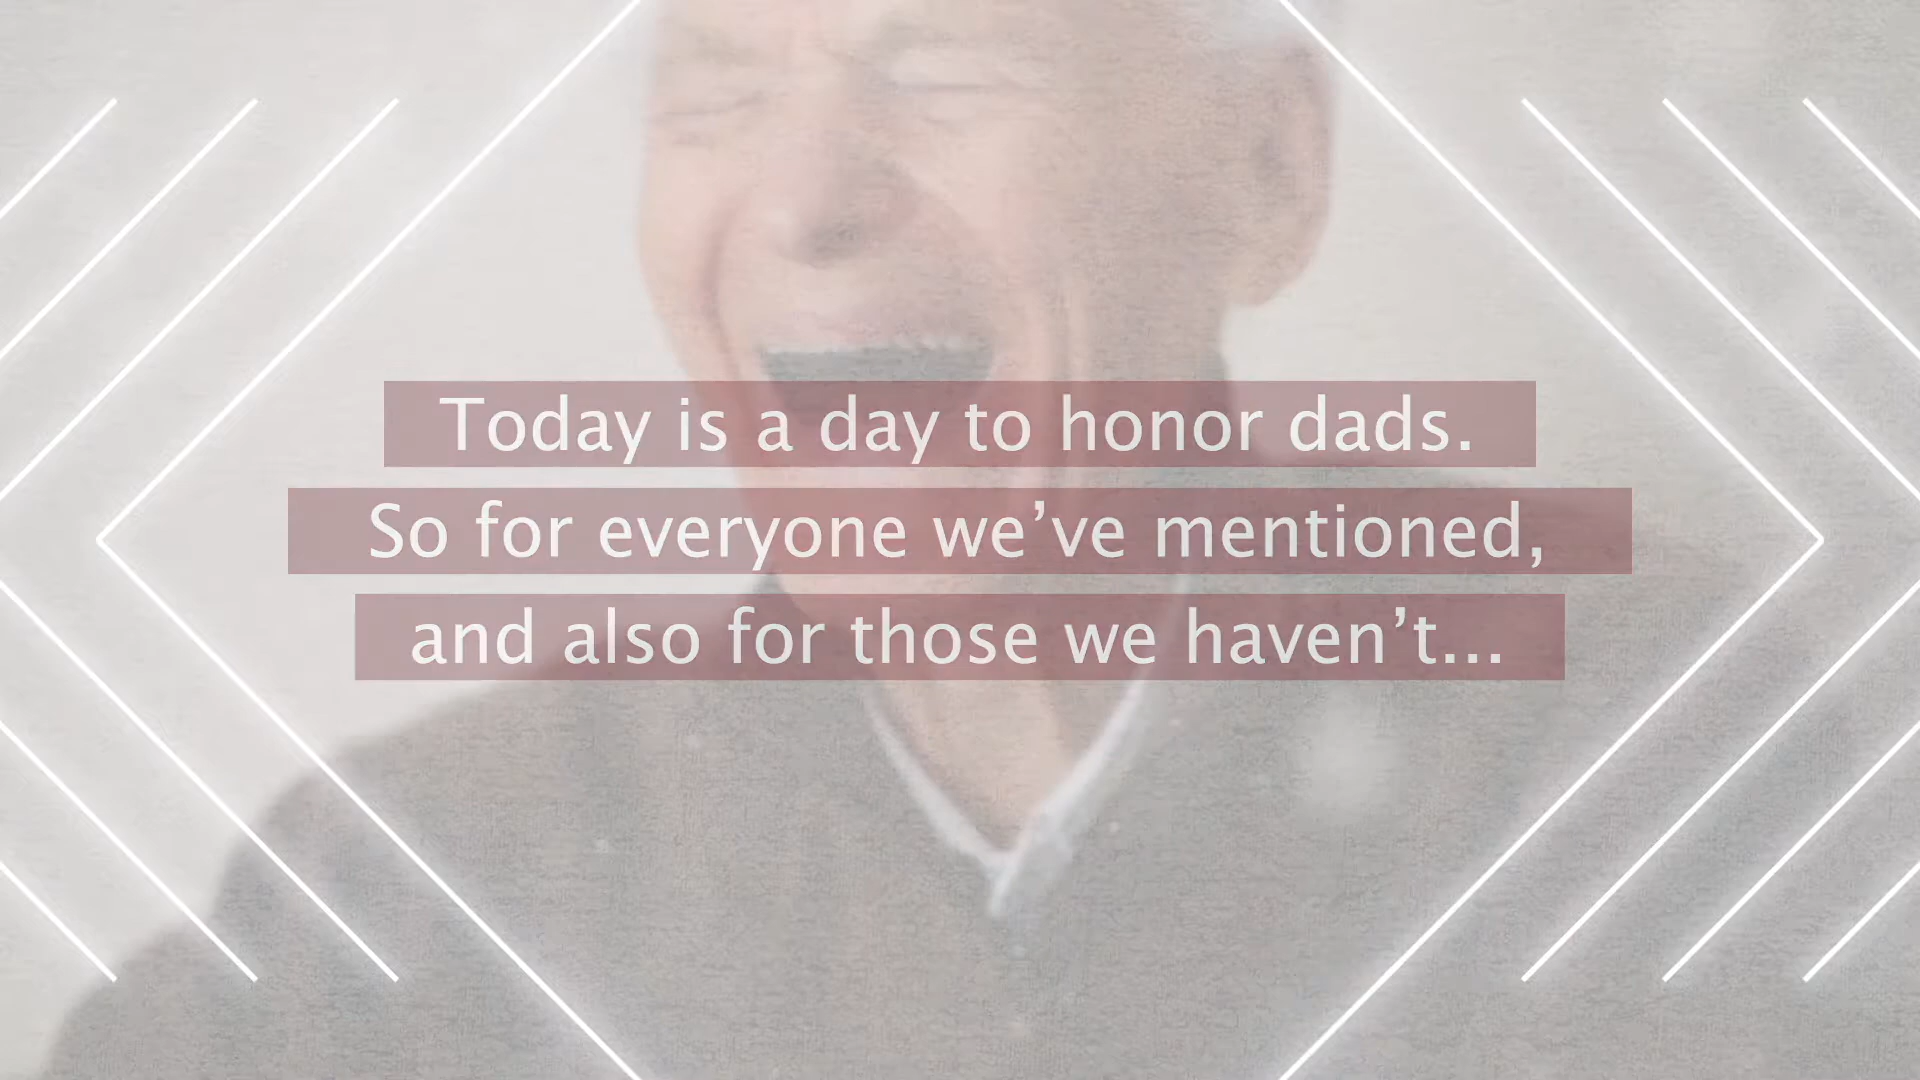 Today is a day to honor dads.
So for everyone we’ve mentioned,
and also for those we haven’t...